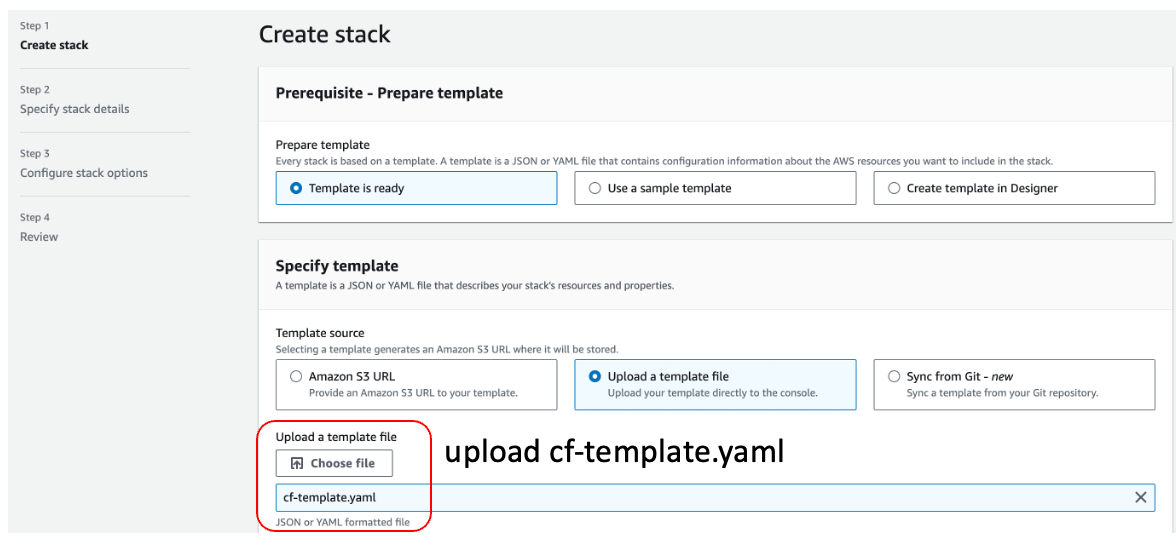 Step 1
Create stack
Step 2
Specify stack details
Step 3
Configure stack options
Step 4
Review
Create stack
Prerequisite - Prepare template
Prepare template
Every stack is based on a template. A template is a JSON or YAML file that contains configuration information about the AWS resources you want to include in the stack.
Template is ready
Use a sample template
Create template in Designer
Specify template
A template is a JSON or YAML file that describes your stack's resources and properties.
Template source
Selecting a template generates an Amazon S3 URL where it will be stored.
Amazon S3 URL
Provide an Amazon S3 URL to your template.
Upload a template file
Upload your template directly to the console.
Sync from Git - new
Sync a template from your Git repository.
Upload a template file
Choose file
upload cf-template.yaml
cf-template.yaml
JSON or YAML formatted file